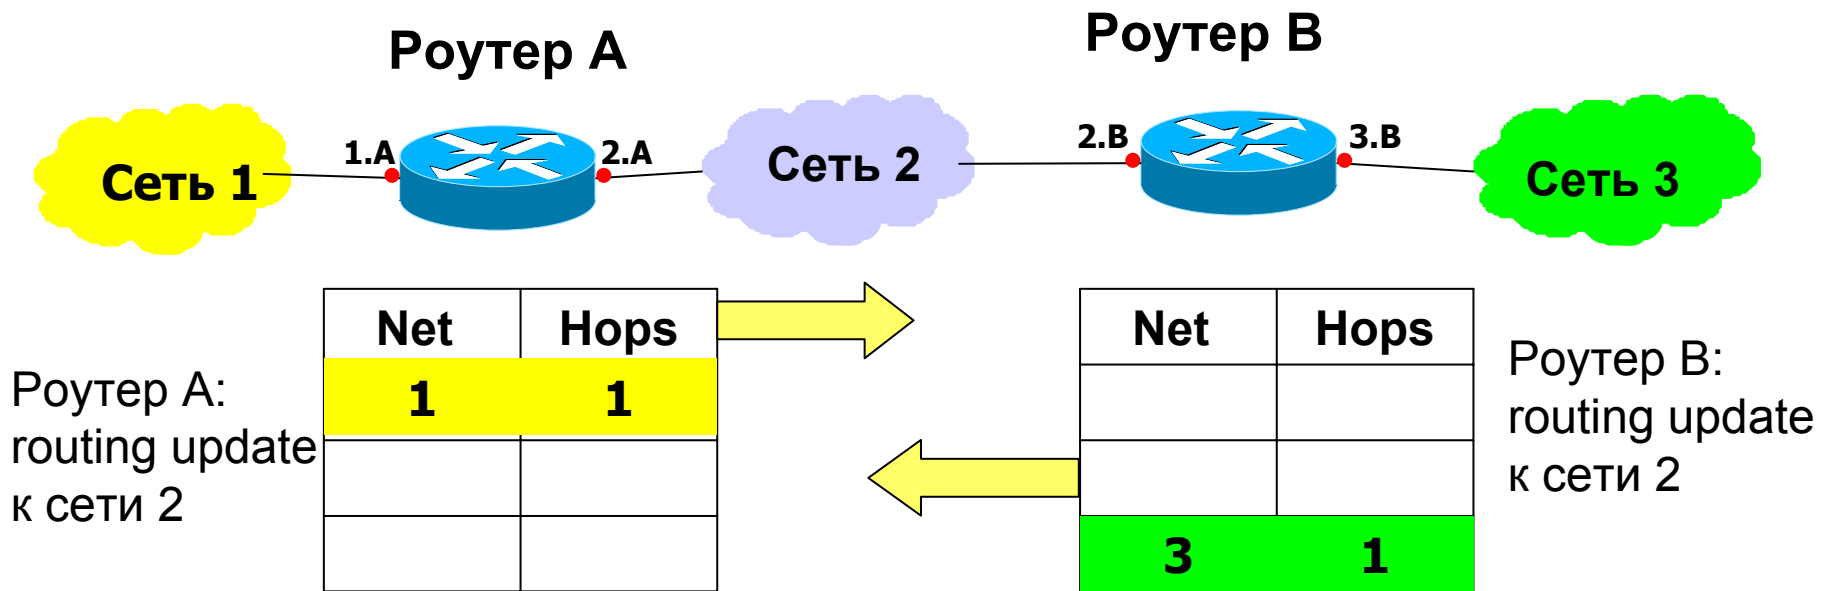 Роутер A
Роутер B
Сеть 1
1.A
2.A
Сеть 2
2.B
3.B
Сеть 3
Роутер A:
routing update
к сети 2
Net Hops
1 1
Net Hops
3 1
Роутер B:
routing update
к сети 2